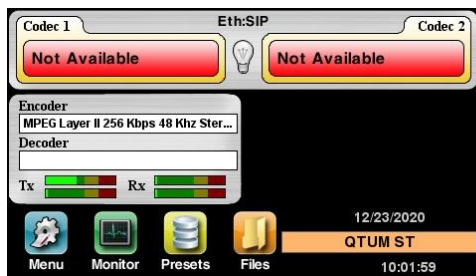 Codec 1
Eth:SIP
Codec 2
Not Available
Not Available
Encoder
MPEG Layer II 256 Kbps 48 Khz Ster...
Decoder
Tx
Rx
12/23/2020
QTUM ST
Menu
Monitor
Presets
Files
10:01:59